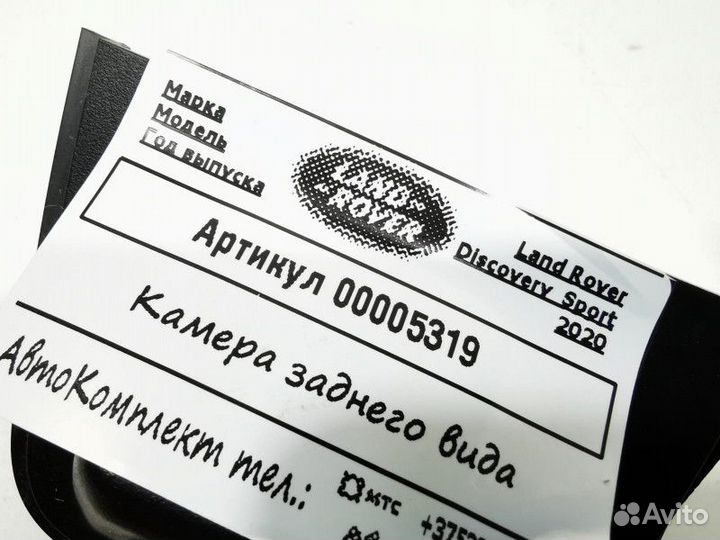 Марка
Модель
Год выпуска
LAND
ROVER
Land Rover
Discovery Sport
2020
Артикул 00005319
Камера заднего вида
АвтоКомплект тел.:
мтс
Avito